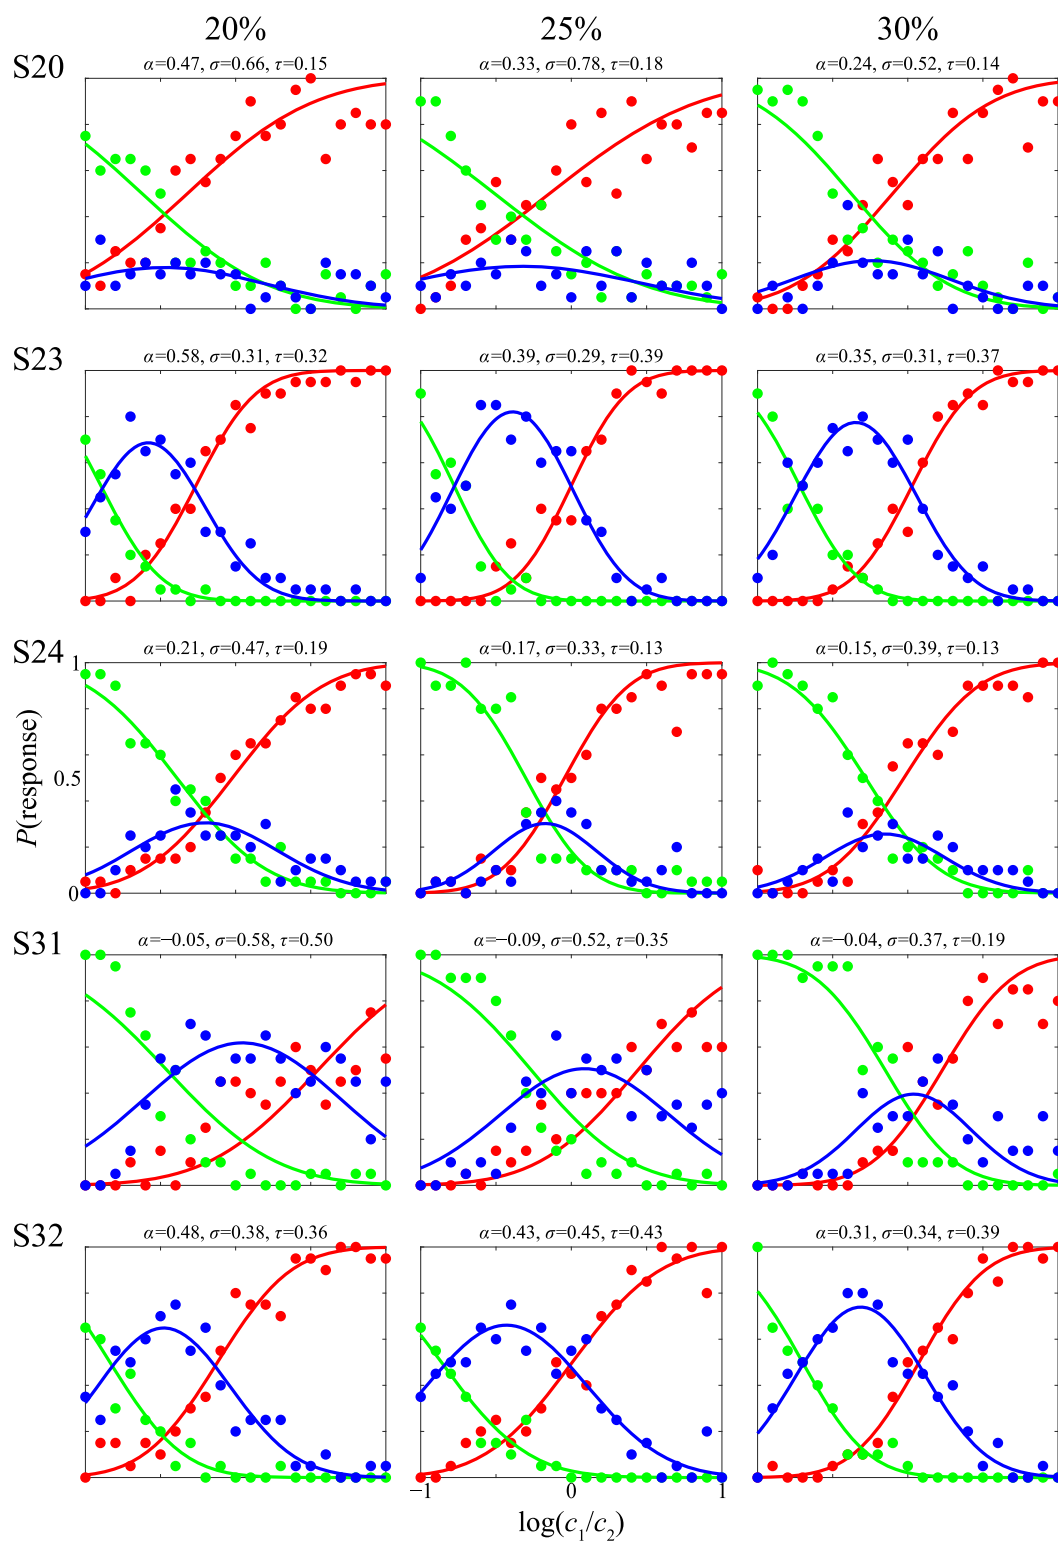 20% 25% 30%
S20
α=0.47, σ=0.66, τ=0.15 α=0.33, σ=0.78, τ=0.18 α=0.24, σ=0.52, τ=0.14
S23
α=0.58, σ=0.31, τ=0.32 α=0.39, σ=0.29, τ=0.39 α=0.35, σ=0.31, τ=0.37
S24
α=0.21, σ=0.47, τ=0.19 α=0.17, σ=0.33, τ=0.13 α=0.15, σ=0.39, τ=0.13
1
0.5
0
P(response)
S31
α=−0.05, σ=0.58, τ=0.50 α=−0.09, σ=0.52, τ=0.35 α=−0.04, σ=0.37, τ=0.19
S32
α=0.48, σ=0.38, τ=0.36 α=0.43, σ=0.45, τ=0.43 α=0.31, σ=0.34, τ=0.39
−1 0 1
log(c₁/c₂)